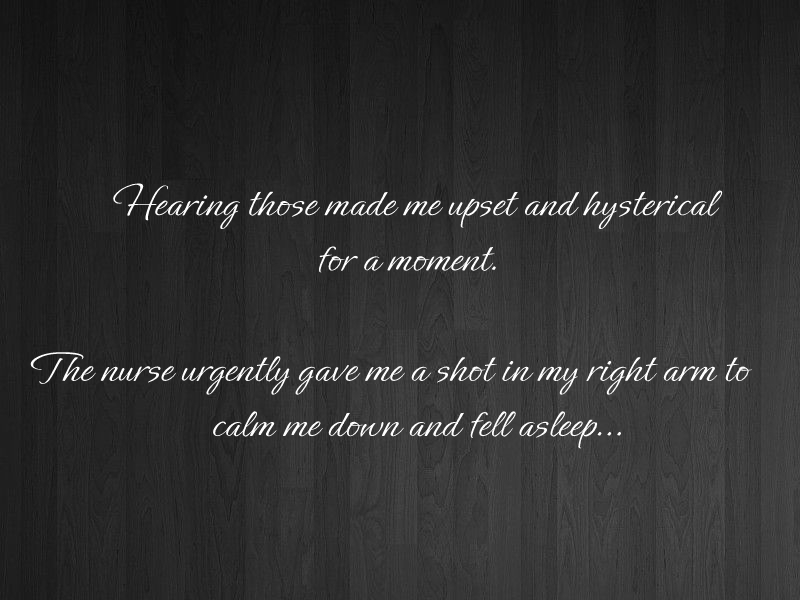 Hearing those made me upset and hysterical
for a moment.
The nurse urgently gave me a shot in my right arm to
calm me down and fell asleep...